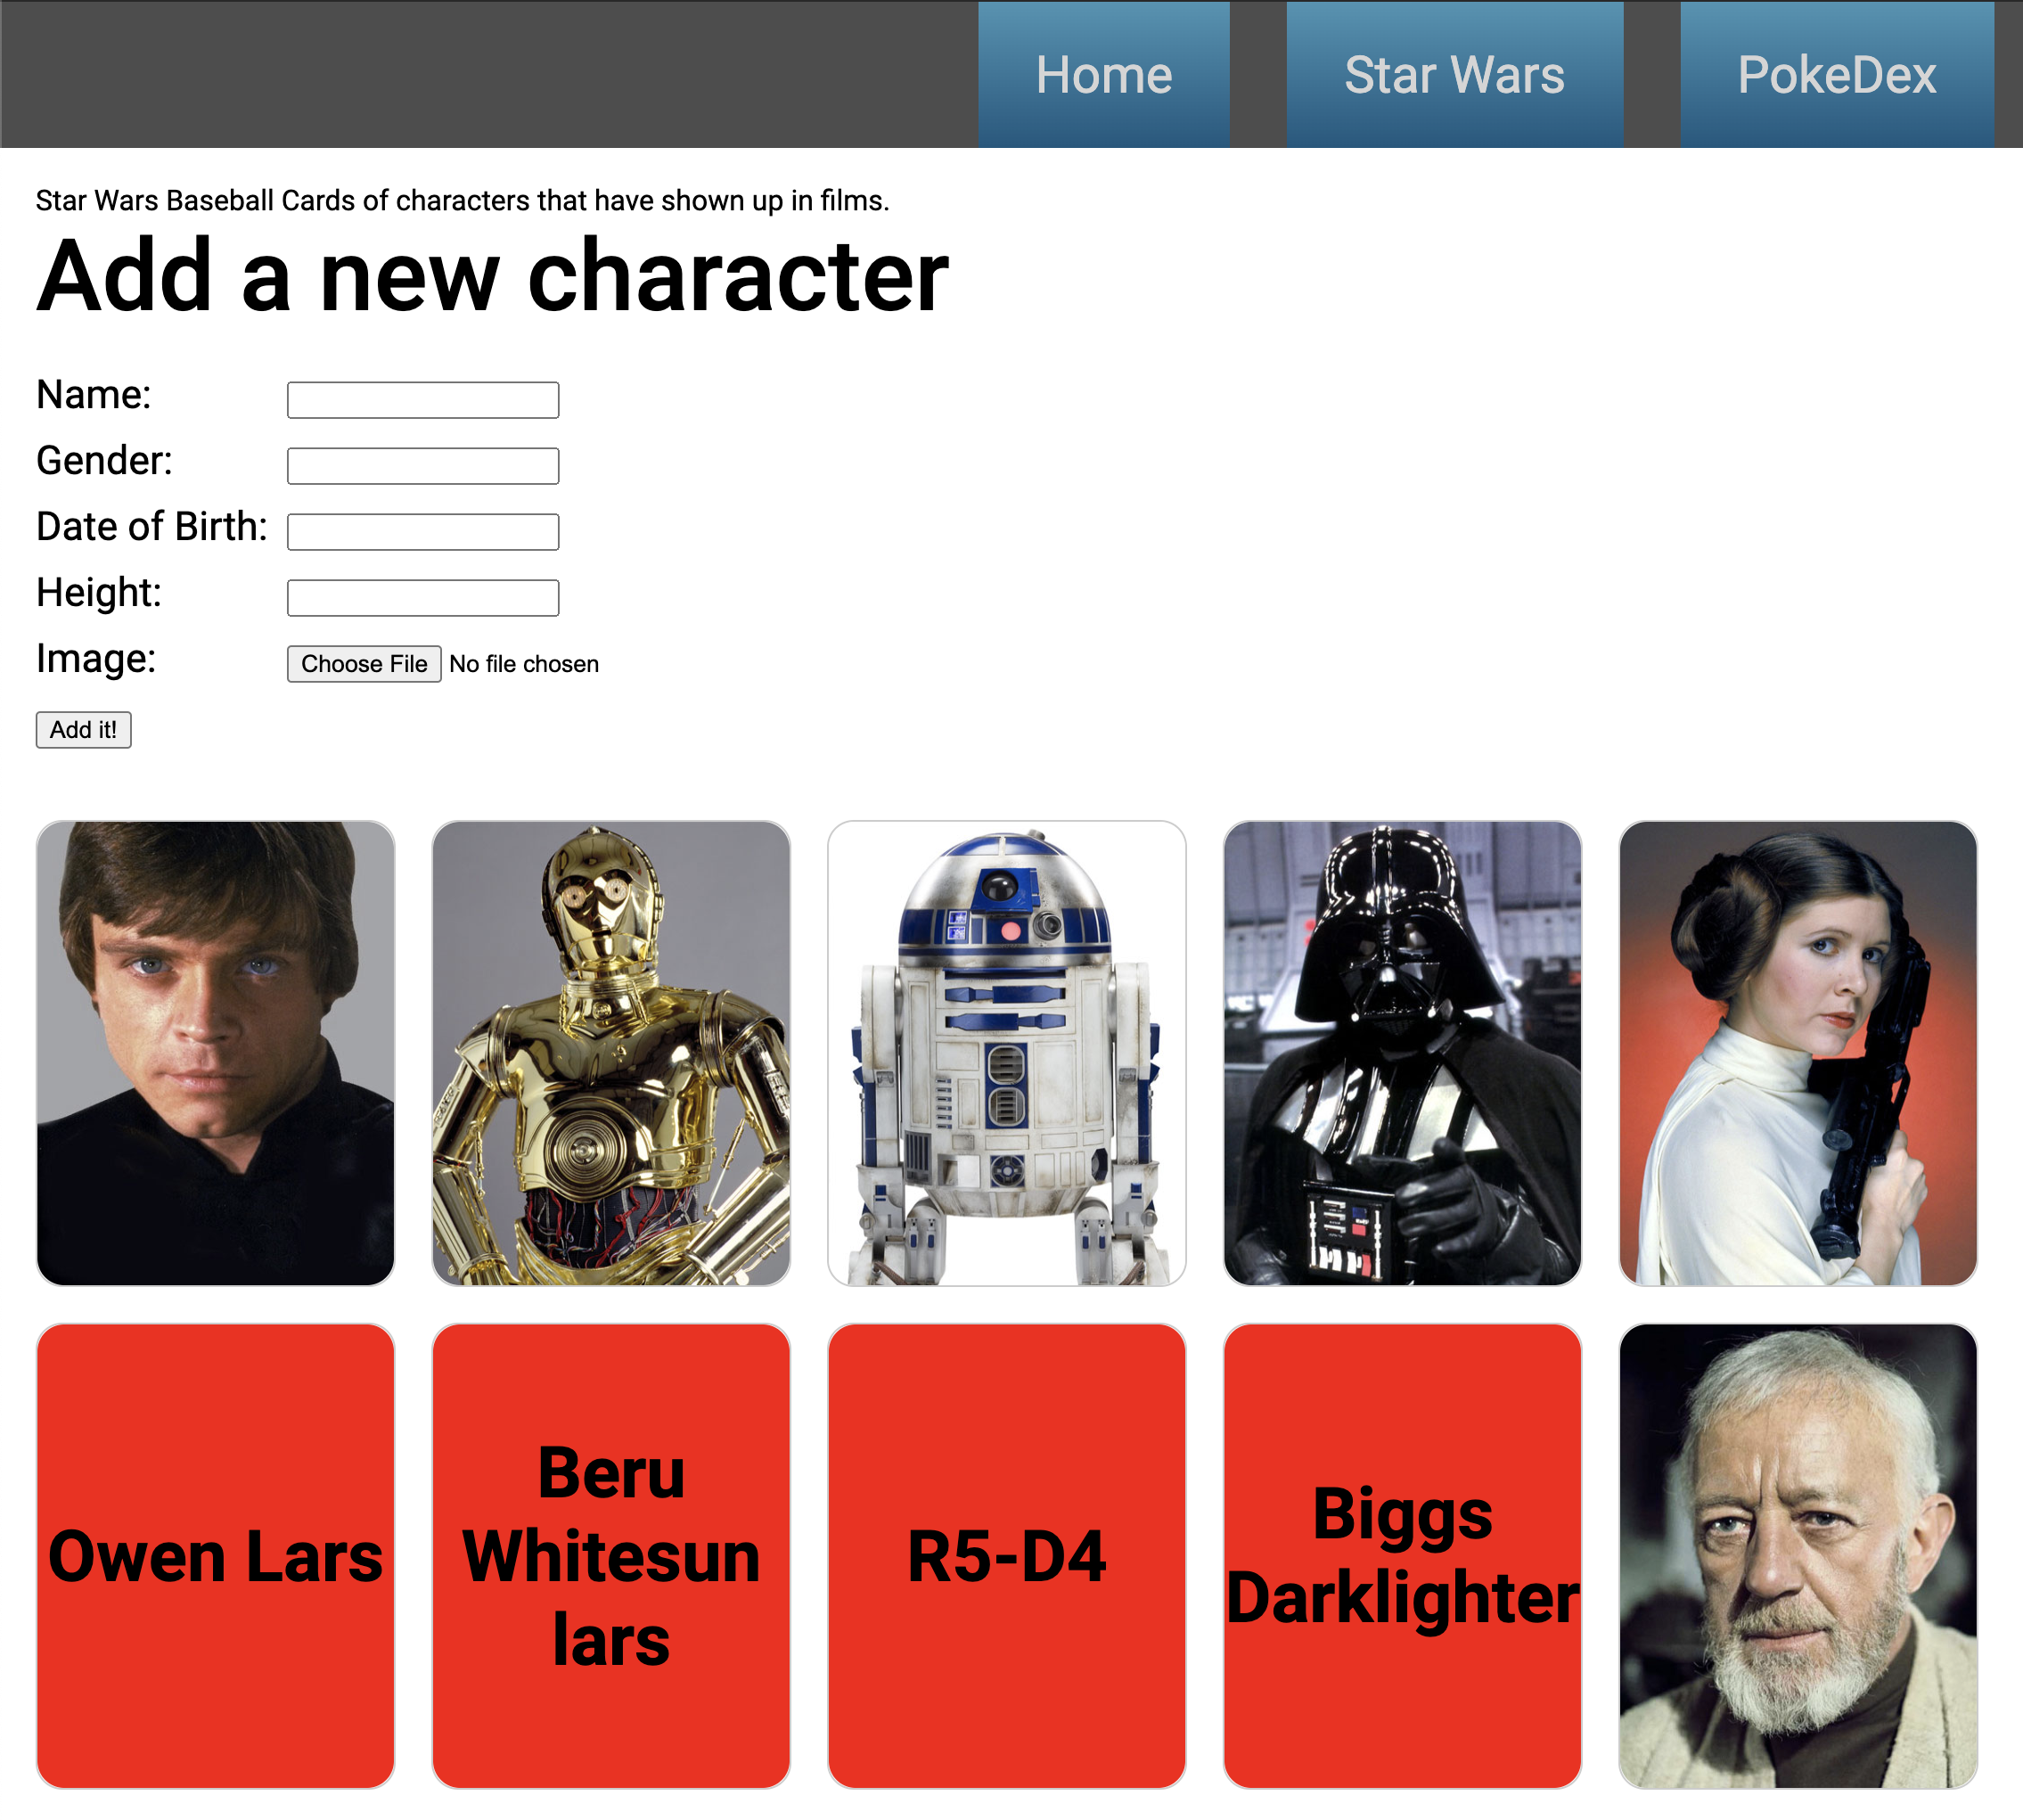 Home Star Wars PokeDex
Star Wars Baseball Cards of characters that have shown up in films.
Add a new character
Name:
Gender:
Date of Birth:
Height:
Image: Choose File No file chosen
Add it!
Owen Lars
Beru
Whitesun
lars
R5-D4
Biggs
Darklighter